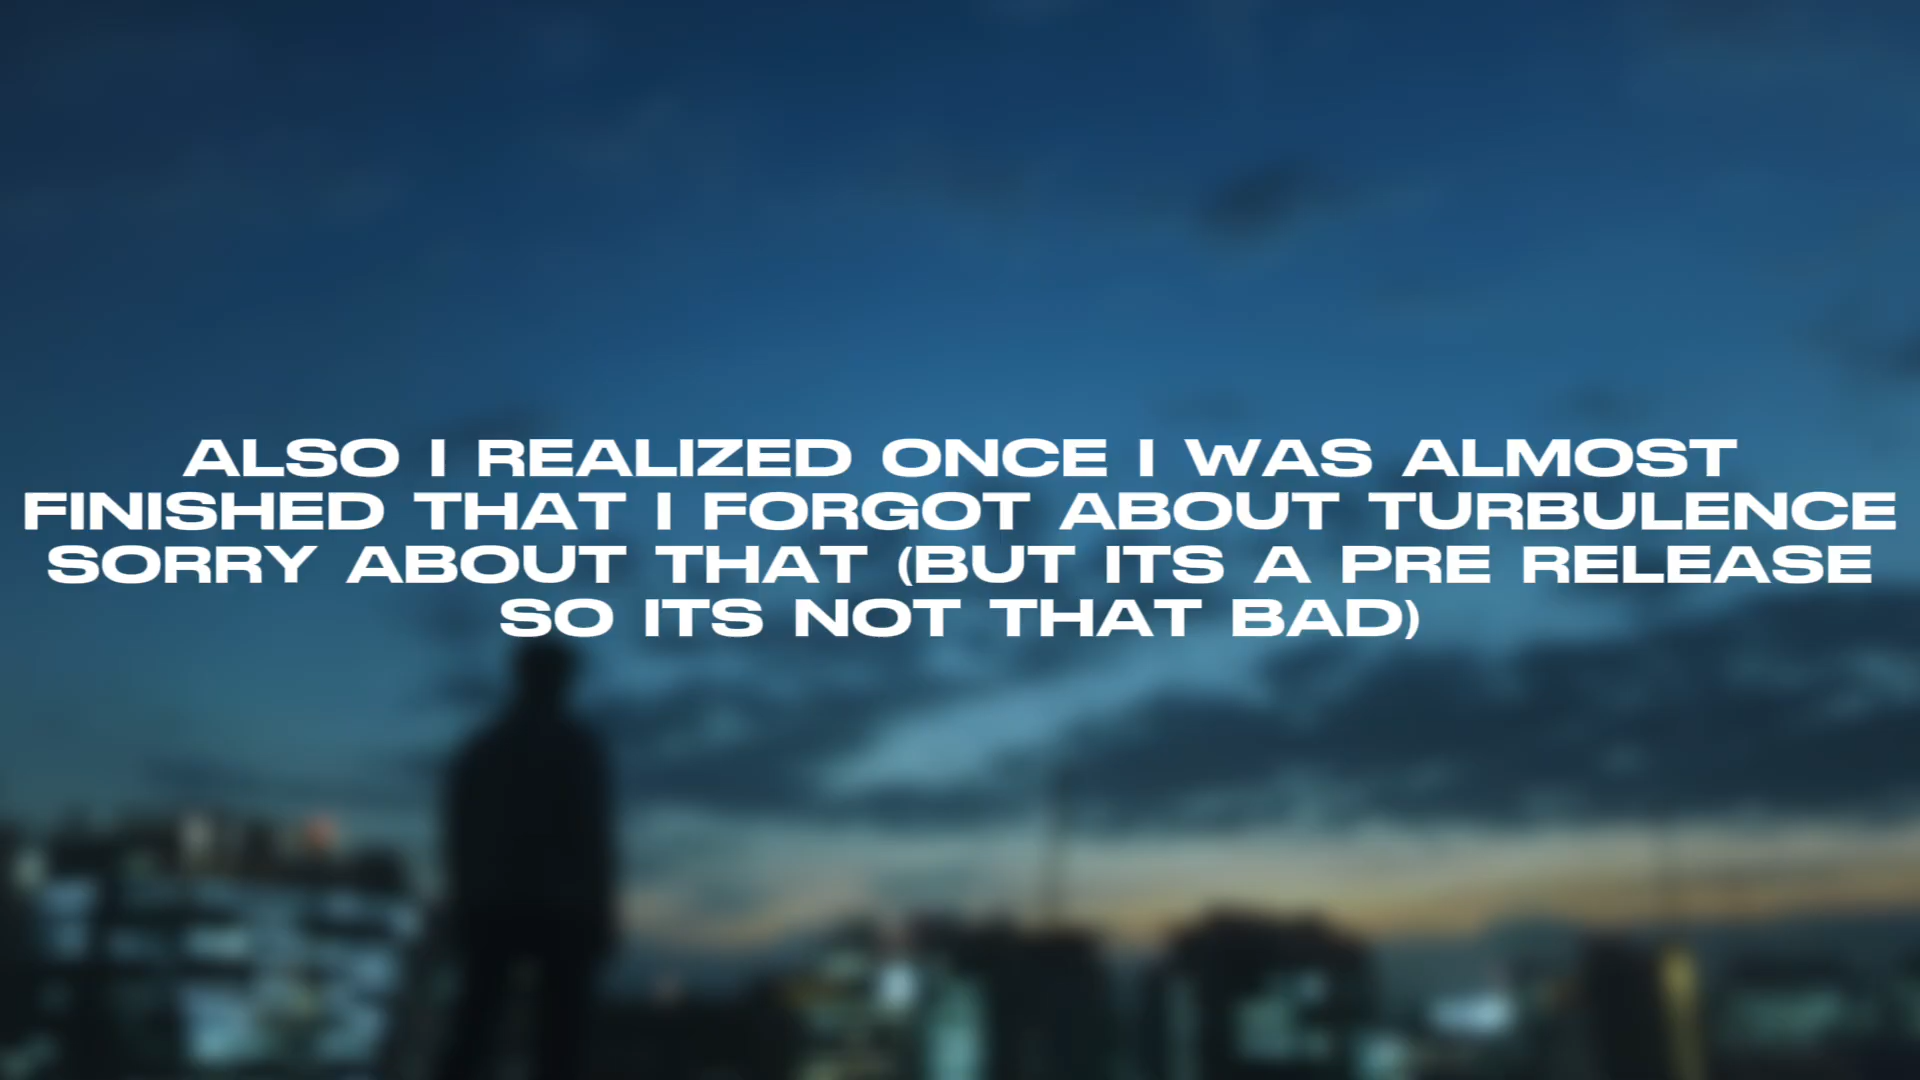 ALSO I REALIZED ONCE I WAS ALMOST
FINISHED THAT I FORGOT ABOUT TURBULENCE
SORRY ABOUT THAT (BUT ITS A PRE RELEASE
SO ITS NOT THAT BAD)